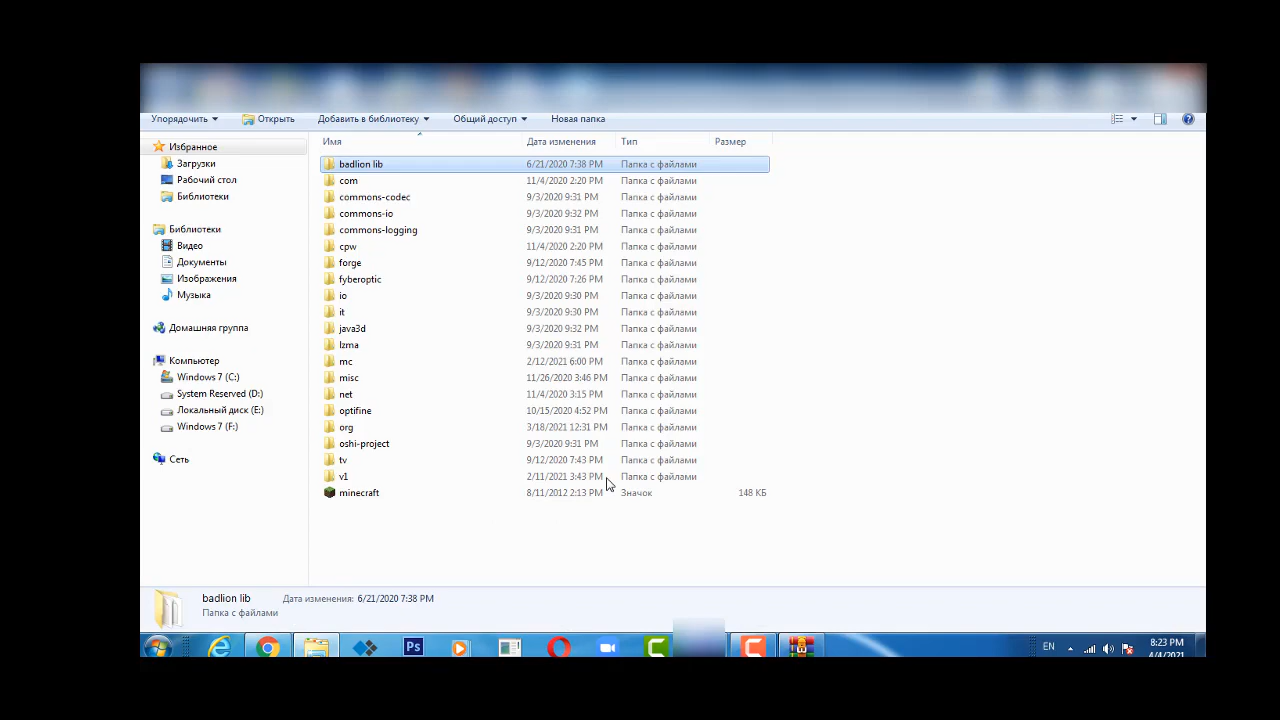 Упорядочить Открыть Добавить в библиотеку Общий доступ Новая папка
Имя Дата изменения Тип Размер
Избранное
Загрузки
Рабочий стол
Библиотеки
Библиотеки
Видео
Документы
Изображения
Музыка
Домашняя группа
Компьютер
Windows 7 (C:)
System Reserved (D:)
Локальный диск (E:)
Windows 7 (F:)
Сеть
badlion lib 6/21/2020 7:38 PM Папка с файлами
com 11/4/2020 2:20 PM Папка с файлами
commons-codec 9/3/2020 9:31 PM Папка с файлами
commons-io 9/3/2020 9:32 PM Папка с файлами
commons-logging 9/3/2020 9:31 PM Папка с файлами
cpw 11/4/2020 2:20 PM Папка с файлами
forge 9/12/2020 7:45 PM Папка с файлами
fyberoptic 9/12/2020 7:26 PM Папка с файлами
io 9/3/2020 9:30 PM Папка с файлами
it 9/3/2020 9:30 PM Папка с файлами
java3d 9/3/2020 9:32 PM Папка с файлами
lzma 9/3/2020 9:31 PM Папка с файлами
mc 2/12/2021 6:00 PM Папка с файлами
misc 11/26/2020 3:46 PM Папка с файлами
net 11/4/2020 3:15 PM Папка с файлами
optifine 10/15/2020 4:52 PM Папка с файлами
org 3/18/2021 12:31 PM Папка с файлами
oshi-project 9/3/2020 9:31 PM Папка с файлами
tv 9/12/2020 7:43 PM Папка с файлами
v1 2/11/2021 3:43 PM Папка с файлами
minecraft 8/11/2012 2:13 PM Значок 148 КБ
badlion lib Дата изменения: 6/21/2020 7:38 PM
Папка с файлами
Ps EN 8:23 PM
4/4/2021